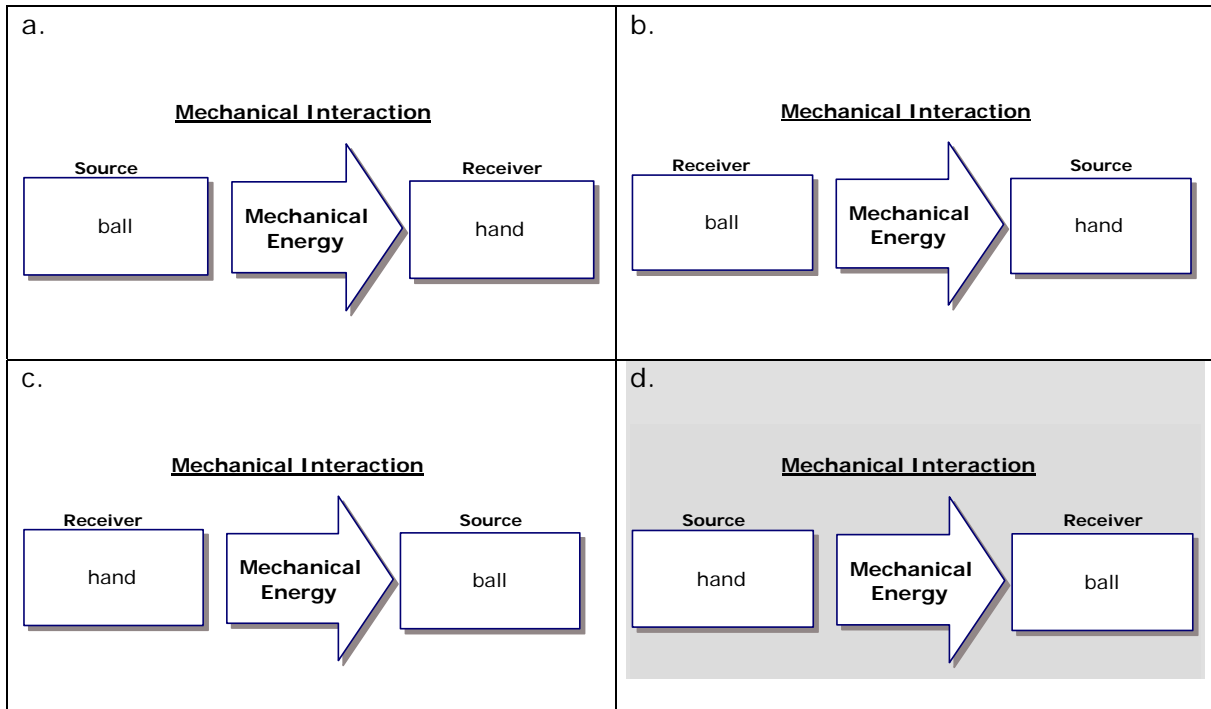 a.
Mechanical Interaction
Source
Receiver
ball
Mechanical
Energy
hand
b.
Mechanical Interaction
Receiver
Source
ball
Mechanical
Energy
hand
c.
Mechanical Interaction
Receiver
Source
hand
Mechanical
Energy
ball
d.
Mechanical Interaction
Source
Receiver
hand
Mechanical
Energy
ball